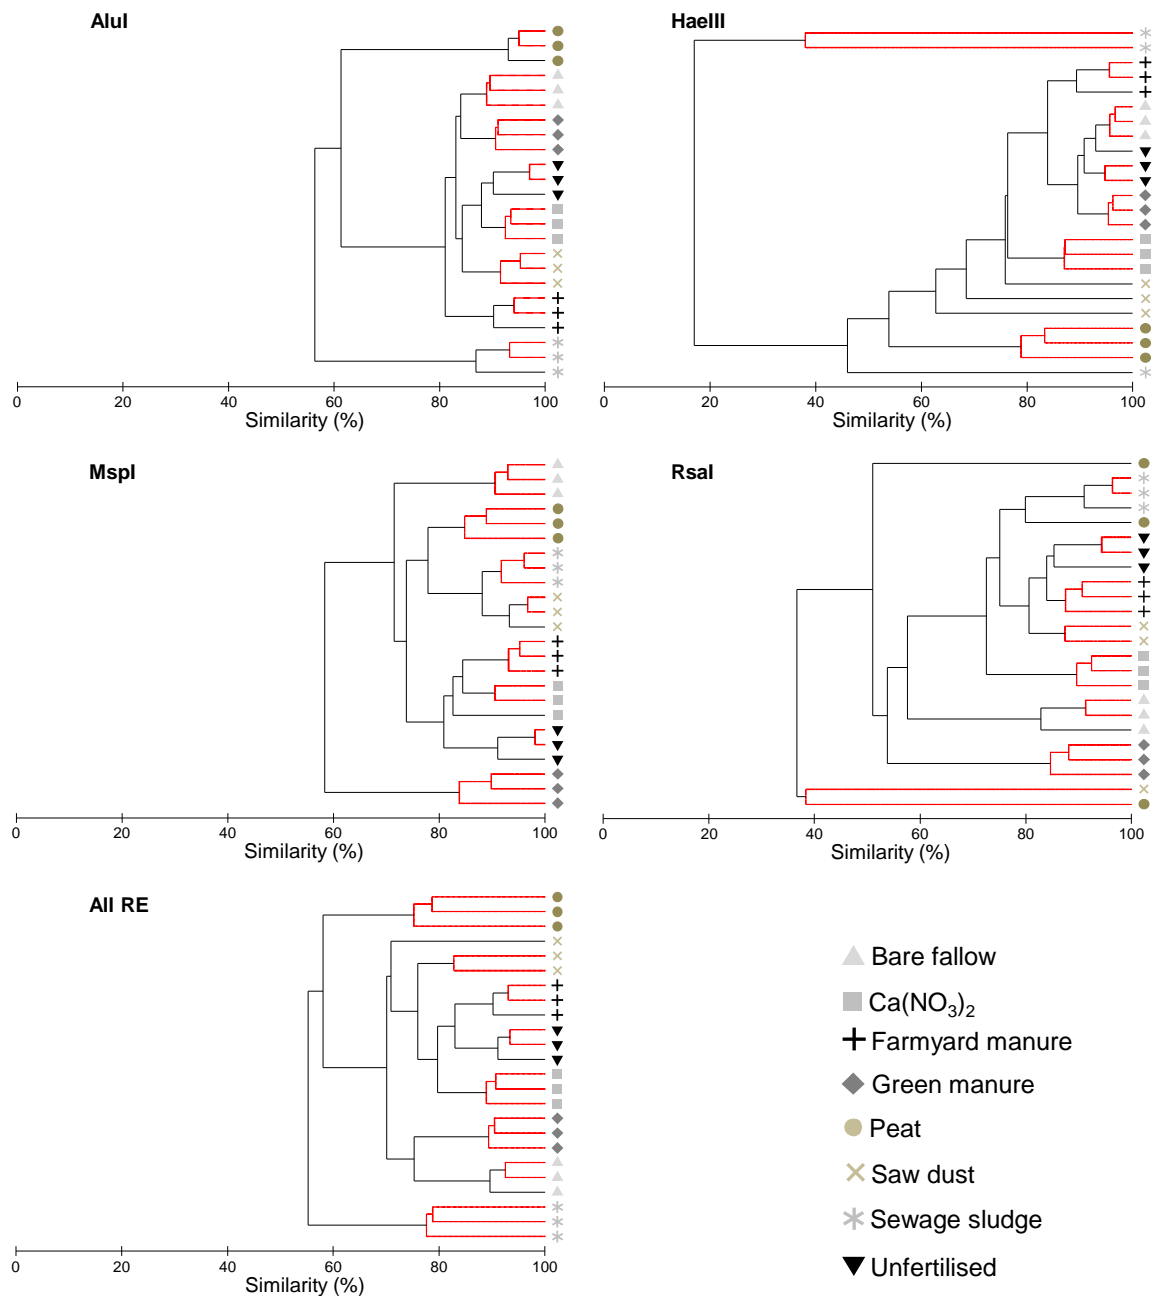 AluI
HaeIII
0 20 40 60 80 100
Similarity (%)
0 20 40 60 80 100
Similarity (%)
MspI
RsaI
0 20 40 60 80 100
Similarity (%)
0 20 40 60 80 100
Similarity (%)
All RE
0 20 40 60 80 100
Similarity (%)
Bare fallow
Ca(NO₃)₂
Farmyard manure
Green manure
Peat
Saw dust
Sewage sludge
Unfertilised